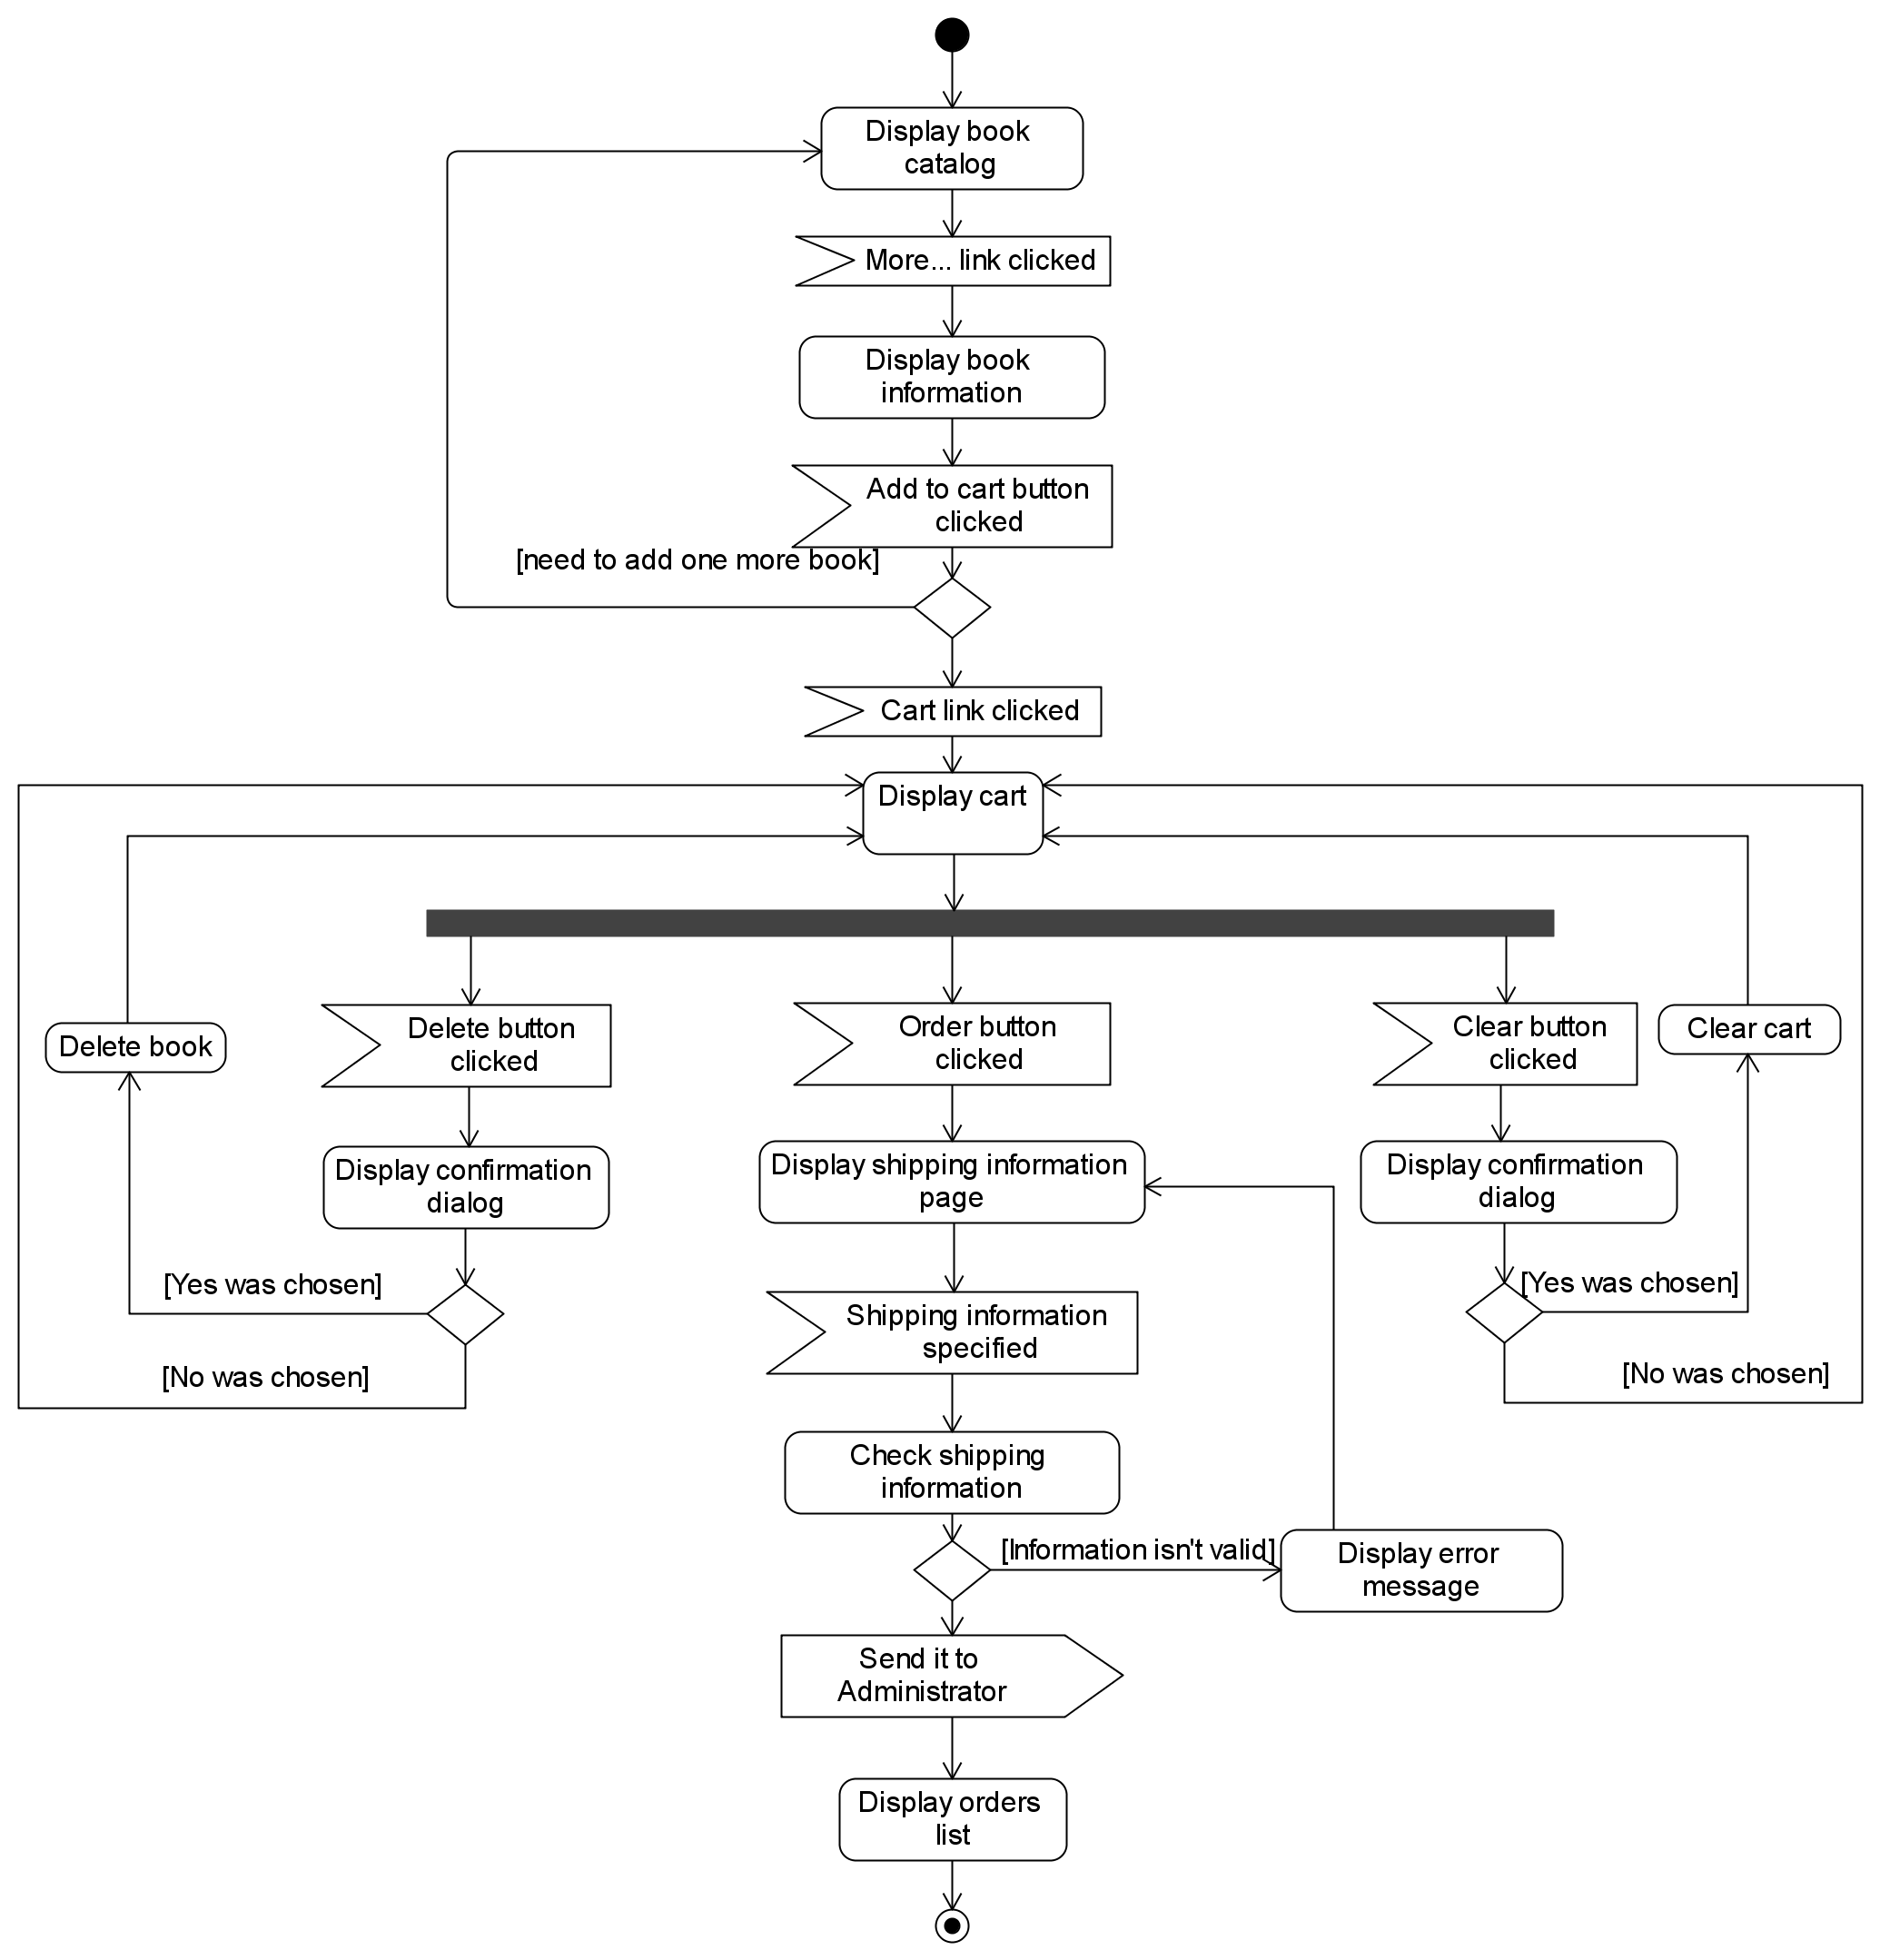 Display book
catalog
More... link clicked
Display book
information
Add to cart button
clicked
[need to add one more book]
Cart link clicked
Display cart
Delete book
Delete button
clicked
Order button
clicked
Clear button
clicked
Clear cart
Display confirmation
dialog
Display shipping information
page
Display confirmation
dialog
[Yes was chosen]
[Yes was chosen]
Shipping information
specified
[No was chosen]
[No was chosen]
Check shipping
information
[Information isn't valid]
Display error
message
Send it to
Administrator
Display orders
list